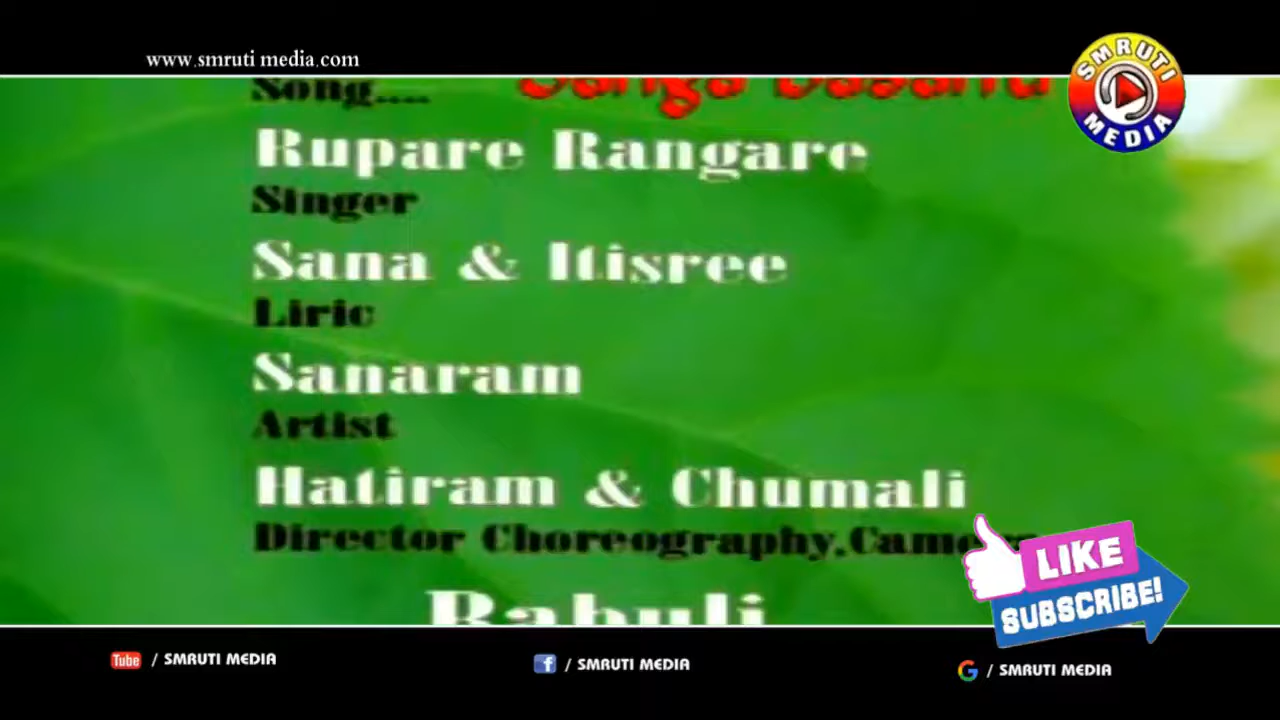 www.smruti media.com
SMRUTI
MEDIA
Song....
Rupare Rangare
Singer
Sana & Itisree
Liric
Sanaram
Artist
Hatiram & Chumali
Director Choreography.
LIKE
SUBSCRIBE!
You Tube / SMRUTI MEDIA
f / SMRUTI MEDIA
G / SMRUTI MEDIA